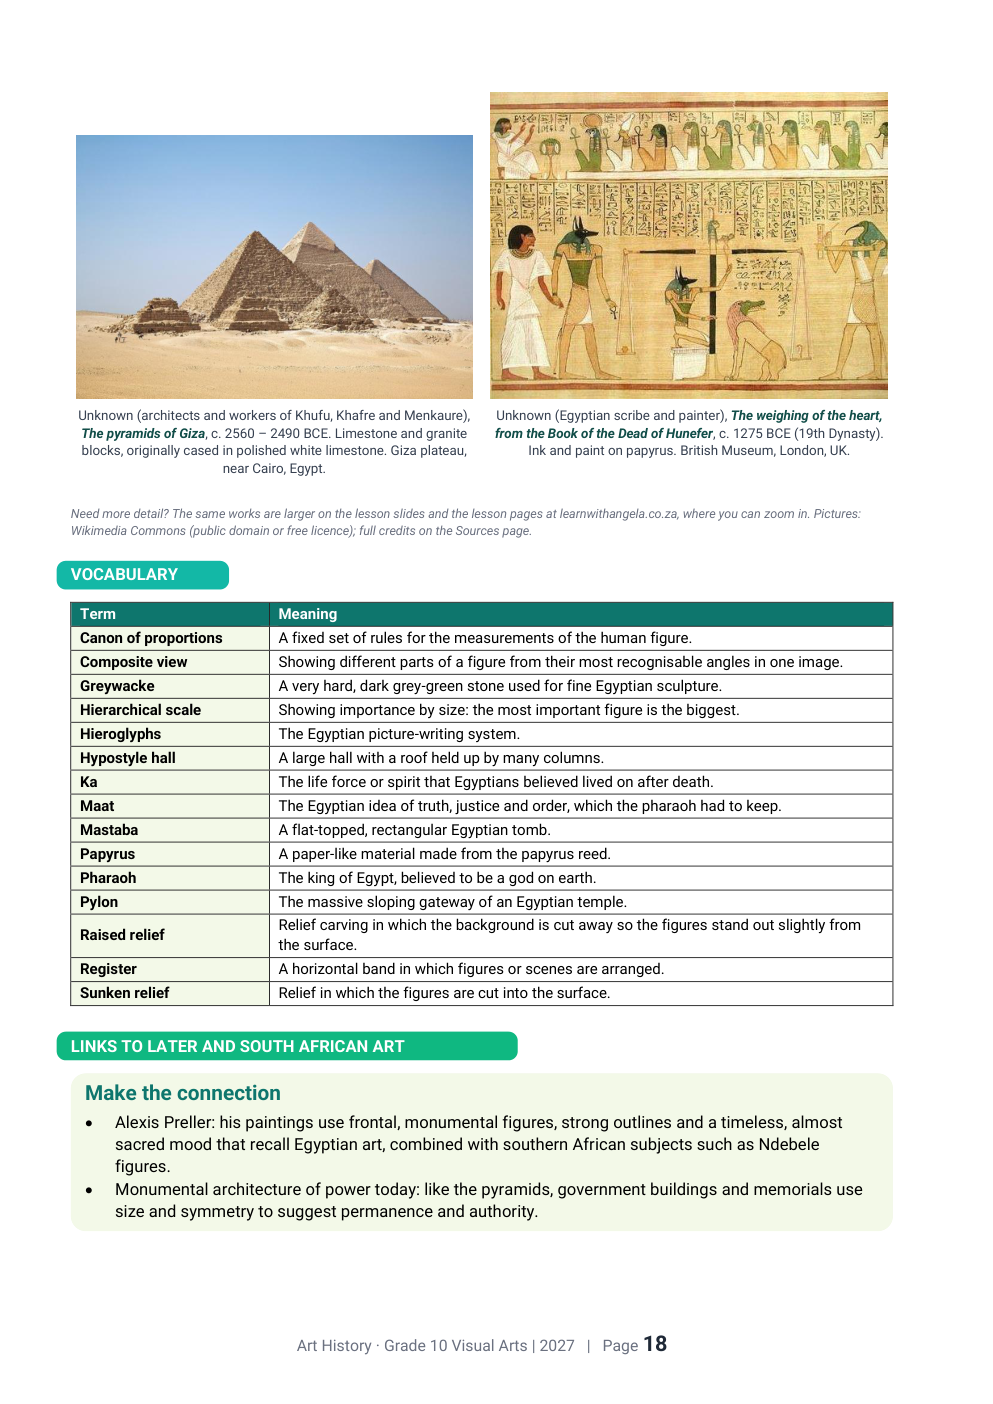 Unknown (architects and workers of Khufu, Khafre and Menkaure),
The pyramids of Giza, c. 2560 – 2490 BCE. Limestone and granite
blocks, originally cased in polished white limestone. Giza plateau,
near Cairo, Egypt.
Unknown (Egyptian scribe and painter), The weighing of the heart,
from the Book of the Dead of Hunefer, c. 1275 BCE (19th Dynasty).
Ink and paint on papyrus. British Museum, London, UK.
Need more detail? The same works are larger on the lesson slides and the lesson pages at learnwithangela.co.za, where you can zoom in. Pictures:
Wikimedia Commons (public domain or free licence); full credits on the Sources page.
VOCABULARY
Term Meaning
Canon of proportions A fixed set of rules for the measurements of the human figure.
Composite view Showing different parts of a figure from their most recognisable angles in one image.
Greywacke A very hard, dark grey-green stone used for fine Egyptian sculpture.
Hierarchical scale Showing importance by size: the most important figure is the biggest.
Hieroglyphs The Egyptian picture-writing system.
Hypostyle hall A large hall with a roof held up by many columns.
Ka The life force or spirit that Egyptians believed lived on after death.
Maat The Egyptian idea of truth, justice and order, which the pharaoh had to keep.
Mastaba A flat-topped, rectangular Egyptian tomb.
Papyrus A paper-like material made from the papyrus reed.
Pharaoh The king of Egypt, believed to be a god on earth.
Pylon The massive sloping gateway of an Egyptian temple.
Raised relief Relief carving in which the background is cut away so the figures stand out slightly from
the surface.
Register A horizontal band in which figures or scenes are arranged.
Sunken relief Relief in which the figures are cut into the surface.
LINKS TO LATER AND SOUTH AFRICAN ART
Make the connection
• Alexis Preller: his paintings use frontal, monumental figures, strong outlines and a timeless, almost
sacred mood that recall Egyptian art, combined with southern African subjects such as Ndebele
figures.
• Monumental architecture of power today: like the pyramids, government buildings and memorials use
size and symmetry to suggest permanence and authority.
Art History · Grade 10 Visual Arts | 2027 | Page 18